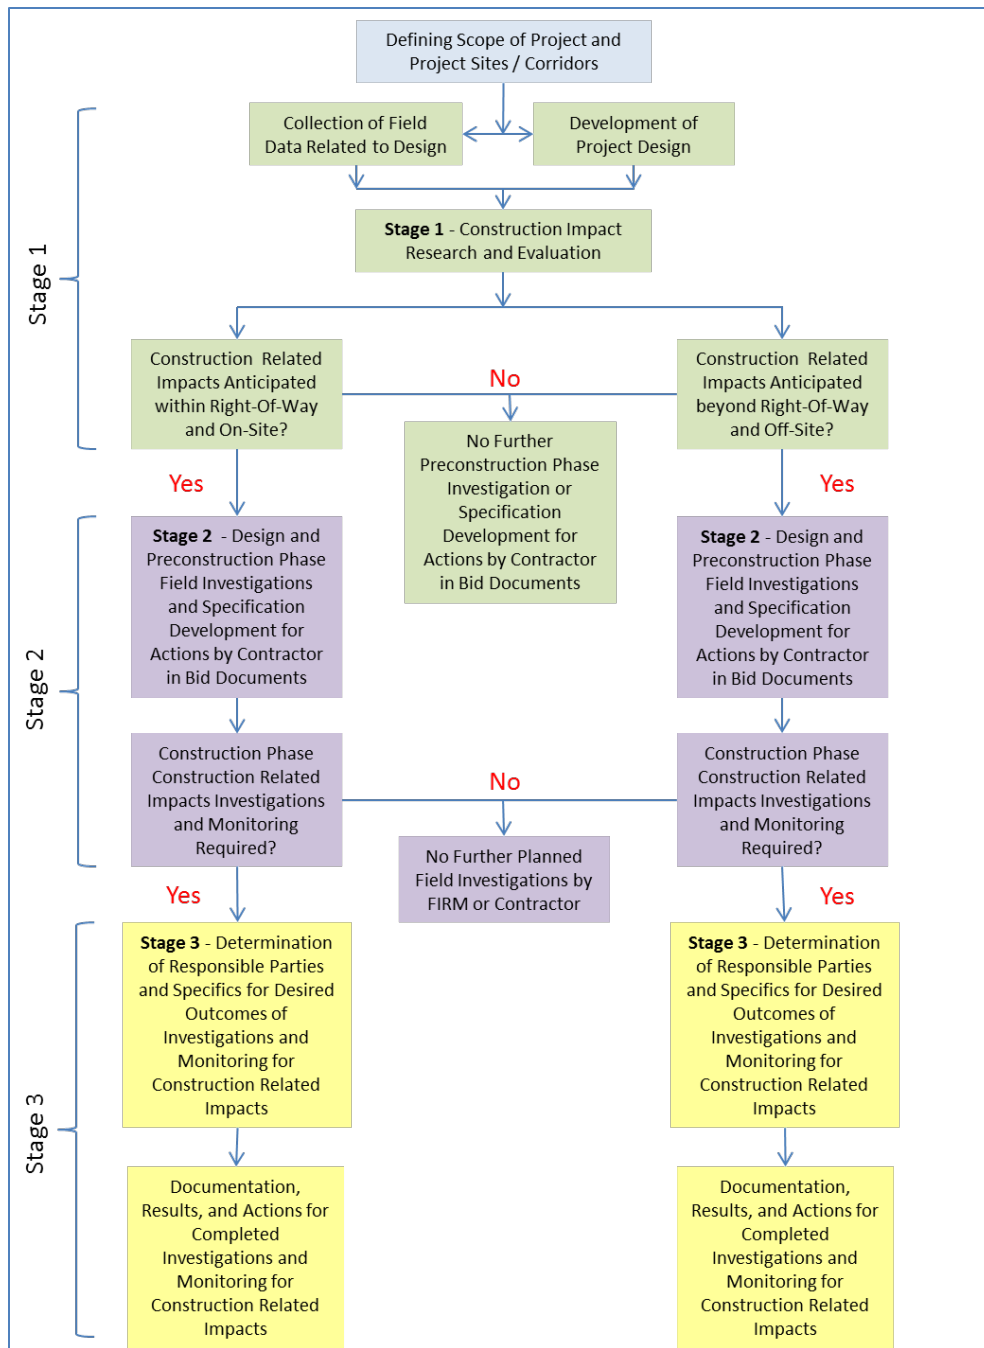 Defining Scope of Project and
Project Sites / Corridors
Collection of Field
Data Related to Design
Development of
Project Design
Stage 1 - Construction Impact
Research and Evaluation
Stage 1
Construction Related
Impacts Anticipated
within Right-Of-Way
and On-Site?
No
Construction Related
Impacts Anticipated
beyond Right-Of-Way
and Off-Site?
No Further
Preconstruction Phase
Investigation or
Specification
Development for
Actions by Contractor
in Bid Documents
Yes
Yes
Stage 2 - Design and
Preconstruction Phase
Field Investigations
and Specification
Development for
Actions by Contractor
in Bid Documents
Stage 2 - Design and
Preconstruction Phase
Field Investigations
and Specification
Development for
Actions by Contractor
in Bid Documents
Stage 2
Construction Phase
Construction Related
Impacts Investigations
and Monitoring
Required?
No
Construction Phase
Construction Related
Impacts Investigations
and Monitoring
Required?
No Further Planned
Field Investigations by
FIRM or Contractor
Yes
Yes
Stage 3 - Determination
of Responsible Parties
and Specifics for Desired
Outcomes of
Investigations and
Monitoring for
Construction Related
Impacts
Stage 3 - Determination
of Responsible Parties
and Specifics for Desired
Outcomes of
Investigations and
Monitoring for
Construction Related
Impacts
Stage 3
Documentation,
Results, and Actions for
Completed
Investigations and
Monitoring for
Construction Related
Impacts
Documentation,
Results, and Actions for
Completed
Investigations and
Monitoring for
Construction Related
Impacts